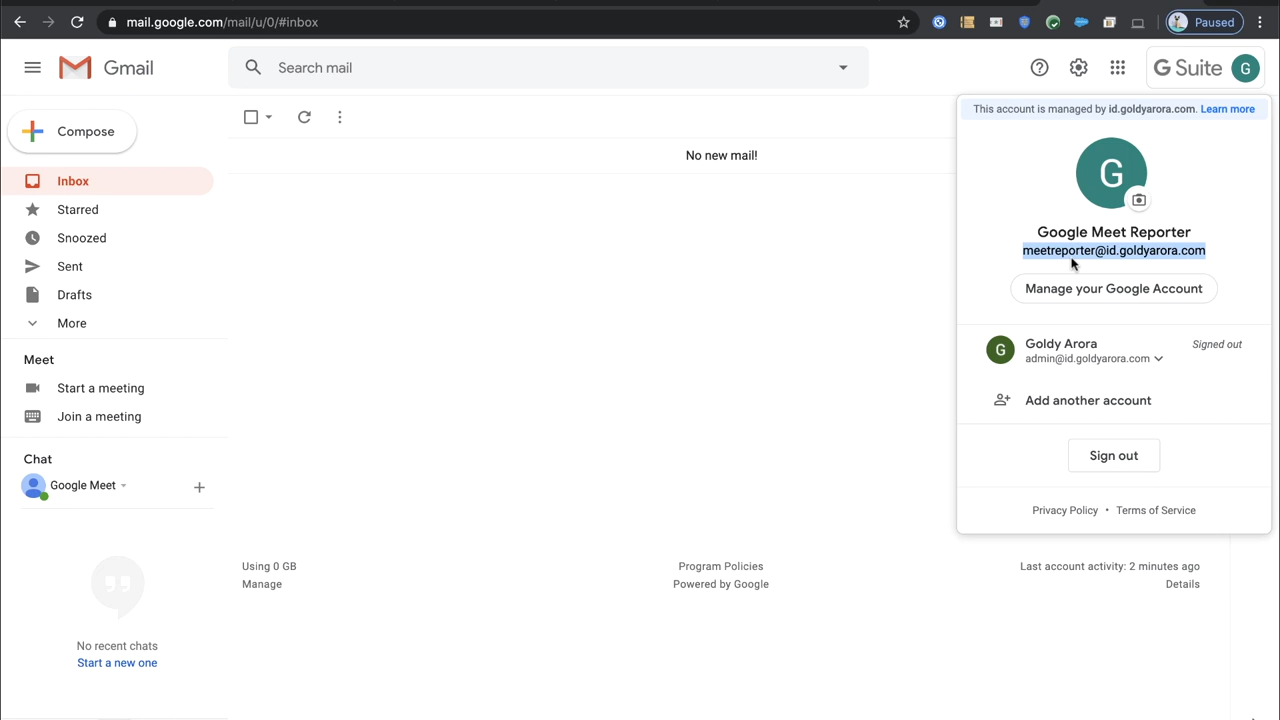 mail.google.com/mail/u/0/#inbox
Paused
Gmail
Search mail
G Suite
G
Compose
Inbox
Starred
Snoozed
Sent
Drafts
More
Meet
Start a meeting
Join a meeting
Chat
Google Meet
No recent chats
Start a new one
No new mail!
Using 0 GB
Manage
Program Policies
Powered by Google
Last account activity: 2 minutes ago
Details
This account is managed by id.goldyarora.com. Learn more
G
Google Meet Reporter
meetreporter@id.goldyarora.com
Manage your Google Account
G
Goldy Arora
Signed out
admin@id.goldyarora.com
Add another account
Sign out
Privacy Policy • Terms of Service